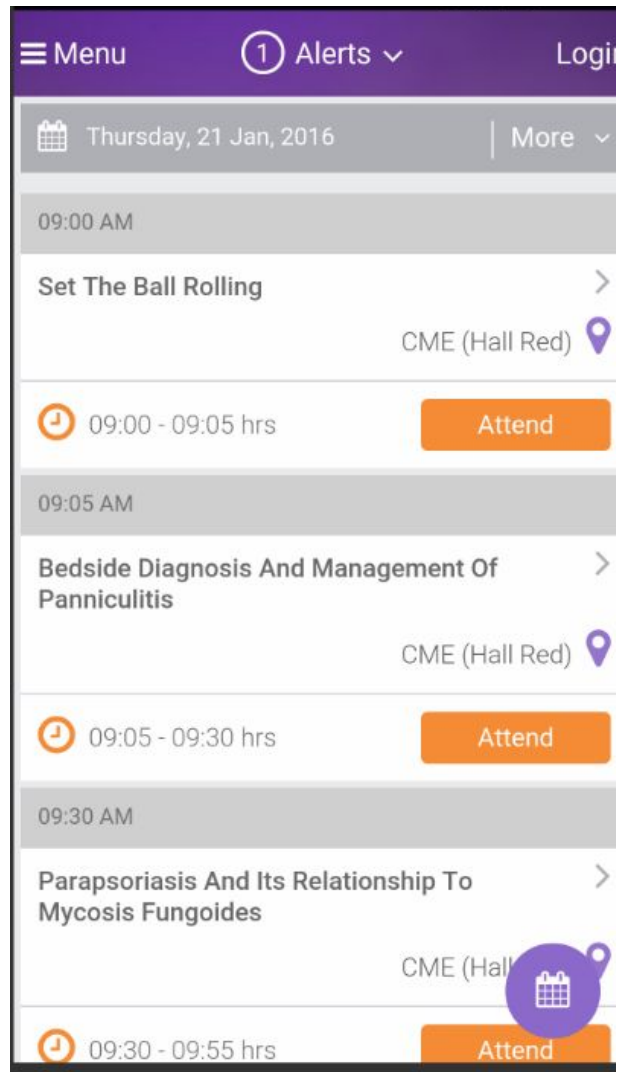 Menu 1 Alerts
Thursday, 21 Jan, 2016 More
09:00 AM
Set The Ball Rolling
CME (Hall Red)
09:00 - 09:05 hrs Attend
09:05 AM
Bedside Diagnosis And Management Of
Panniculitis
CME (Hall Red)
09:05 - 09:30 hrs Attend
09:30 AM
Parapsoriasis And Its Relationship To
Mycosis Fungoides
CME
09:30 - 09:55 hrs Attend